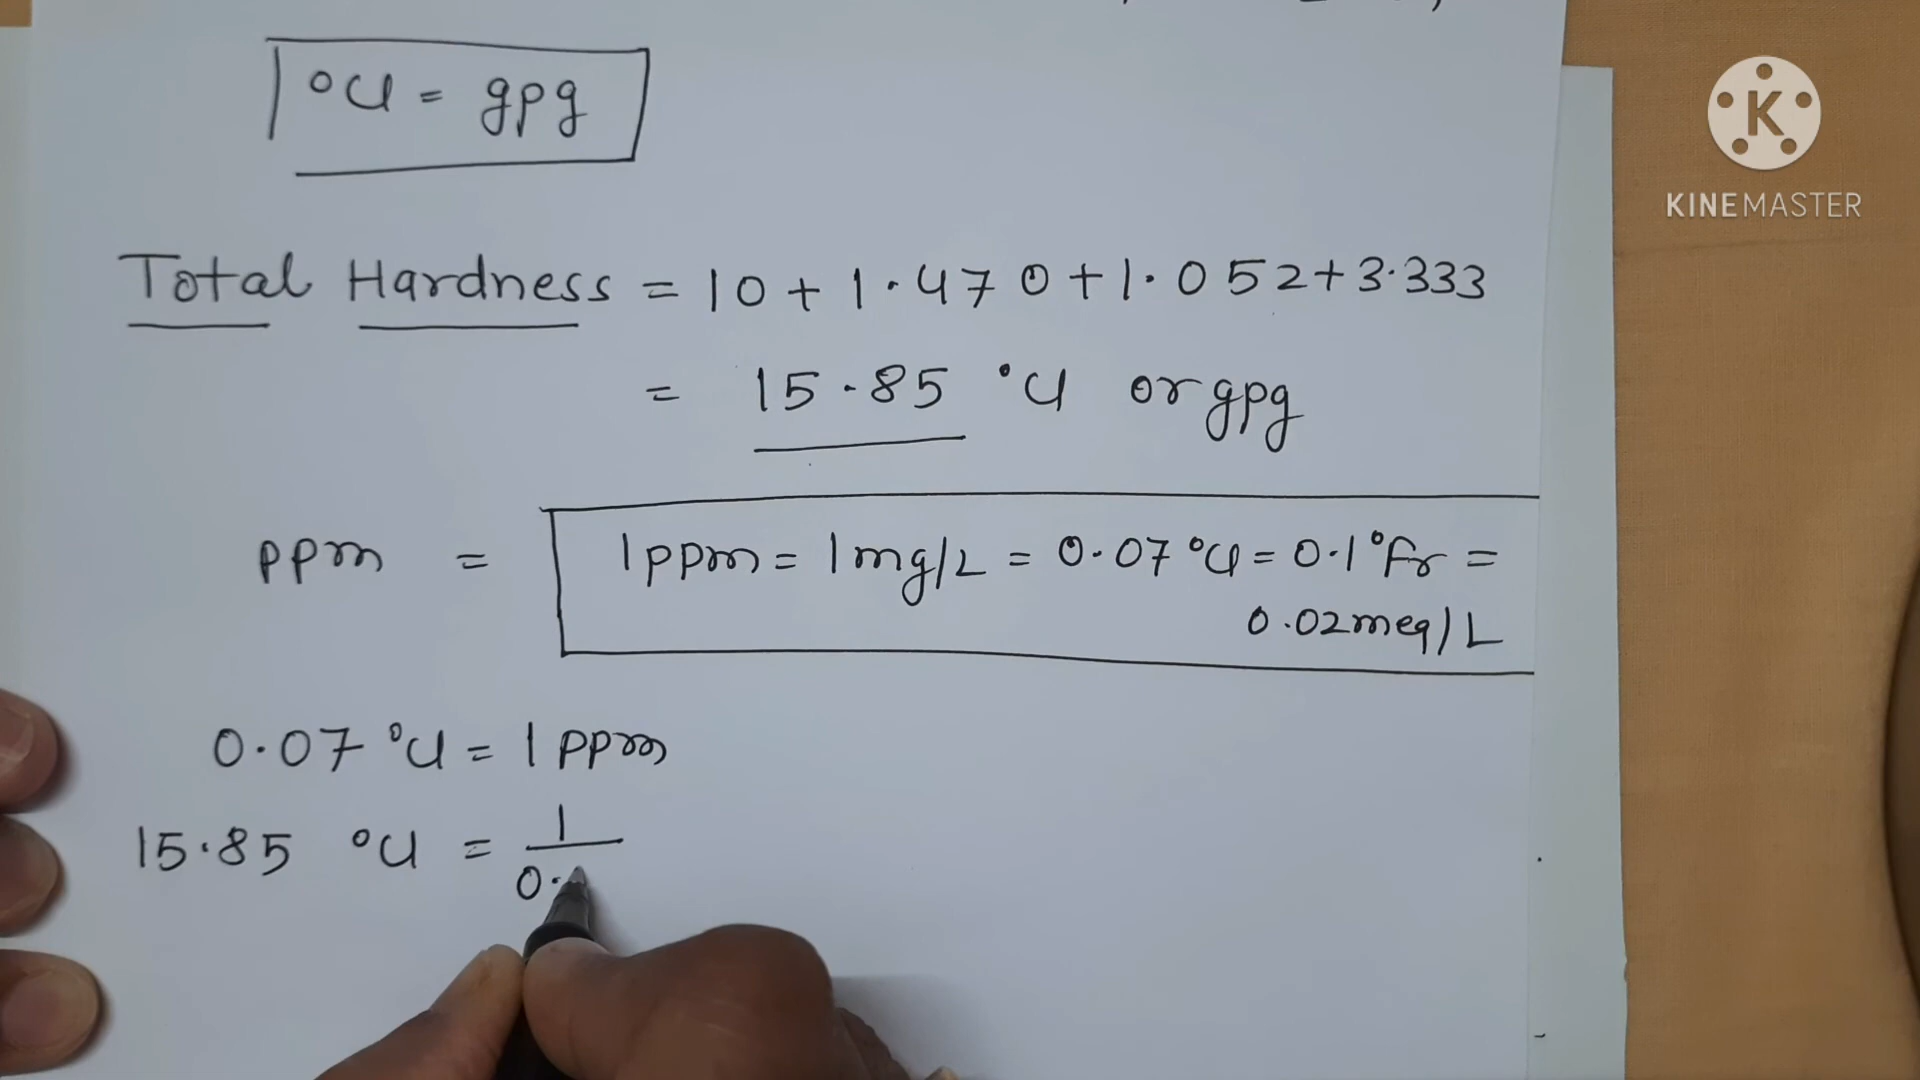 1 °Cl = gpg
K
KINEMASTER
Total Hardness = 10 + 1.470 + 1.052 + 3.333
= 15.85 °Cl or gpg
ppm = 1ppm = 1mg/L = 0.07 °Cl = 0.1 °Fr =
0.02meq/L
0.07 °Cl = 1 ppm
15.85 °Cl = 1
0.